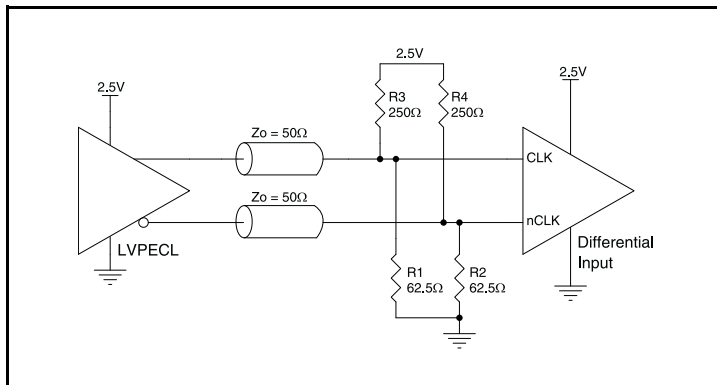 2.5V
R3
250Ω
R4
250Ω
2.5V
2.5V
Zo = 50Ω
CLK
Zo = 50Ω
nCLK
LVPECL
Differential
Input
R1
62.5Ω
R2
62.5Ω